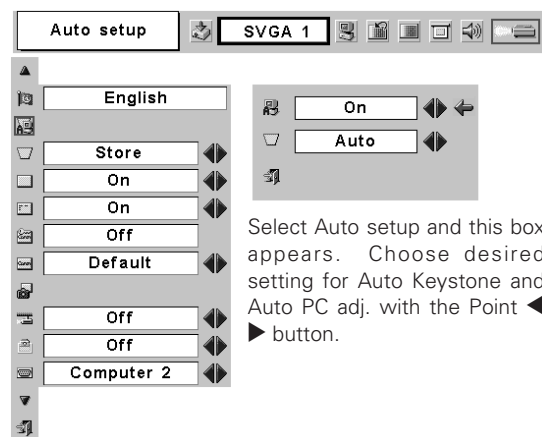 Auto setup
SVGA 1
English
Store
On
On
Off
Default
Off
Off
Computer 2
On
Auto
Select Auto setup and this box
appears. Choose desired
setting for Auto Keystone and
Auto PC adj. with the Point ◀
▶ button.